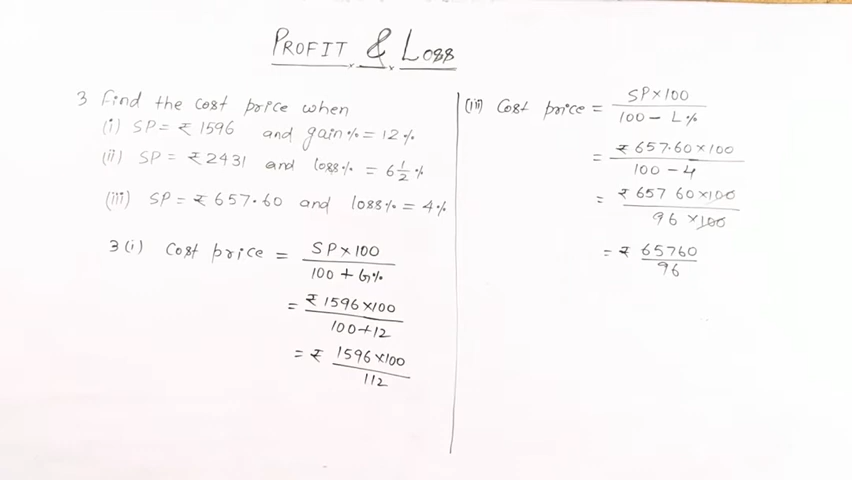 PROFIT & LOSS
3 Find the cost price when
(i) SP = ₹ 1596 and gain% = 12%
(ii) SP = ₹ 2431 and loss% = 6 1/2 %
(iii) SP = ₹ 657.60 and loss% = 4%
3 (i) Cost price = SP × 100 / 100 + G%
= ₹ 1596 × 100 / 100 + 12
= ₹ 1596 × 100 / 112
(iii) Cost price = SP × 100 / 100 - L%
= ₹ 657.60 × 100 / 100 - 4
= ₹ 657 60 × 100 / 96 × 100
= ₹ 65760 / 96